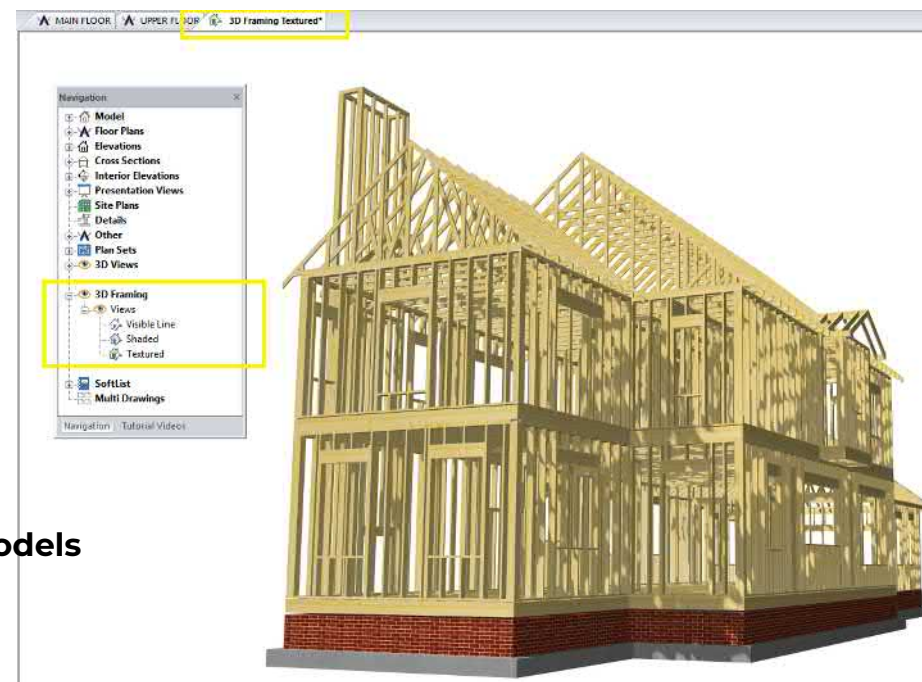 MAIN FLOOR UPPER FLOOR 3D Framing Textured*
Navigation ×
Model
Floor Plans
Elevations
Cross Sections
Interior Elevations
Presentation Views
Site Plans
Details
Other
Plan Sets
3D Views
3D Framing
Views
Visible Line
Shaded
Textured
SoftList
Multi Drawings
Navigation Tutorial Videos
odels